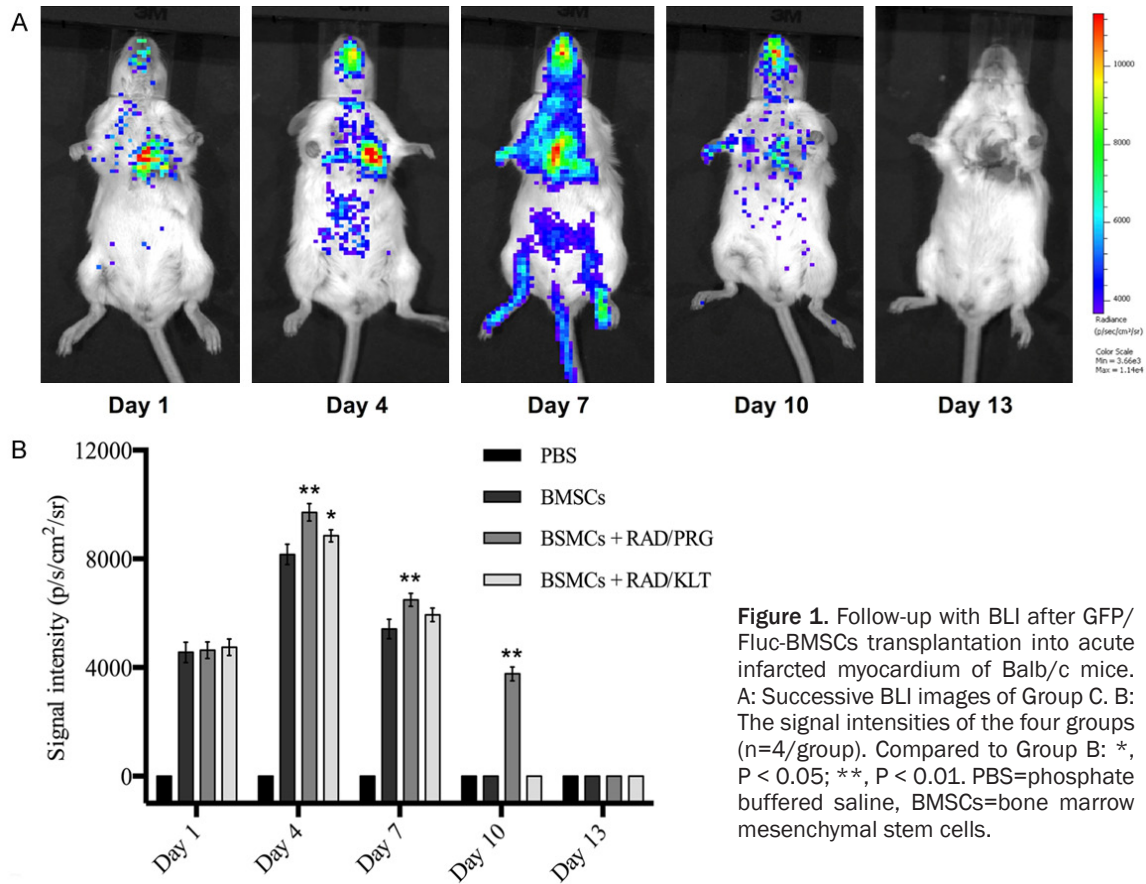 A
3M
3M
3M
3M
3M
10000
8000
6000
4000
Radiance
(p/sec/cm²/sr)
Color Scale
Min = 3.66e3
Max = 1.14e4
Day 1
Day 4
Day 7
Day 10
Day 13
B
Signal intensity (p/s/cm²/sr)
12000
8000
4000
0
**
*
**
**
PBS
BMSCs
BSMCs + RAD/PRG
BSMCs + RAD/KLT
Day 1
Day 4
Day 7
Day 10
Day 13
Figure 1. Follow-up with BLI after GFP/
Fluc-BMSCs transplantation into acute
infarcted myocardium of Balb/c mice.
A: Successive BLI images of Group C. B:
The signal intensities of the four groups
(n=4/group). Compared to Group B: *,
P < 0.05; **, P < 0.01. PBS=phosphate
buffered saline, BMSCs=bone marrow
mesenchymal stem cells.